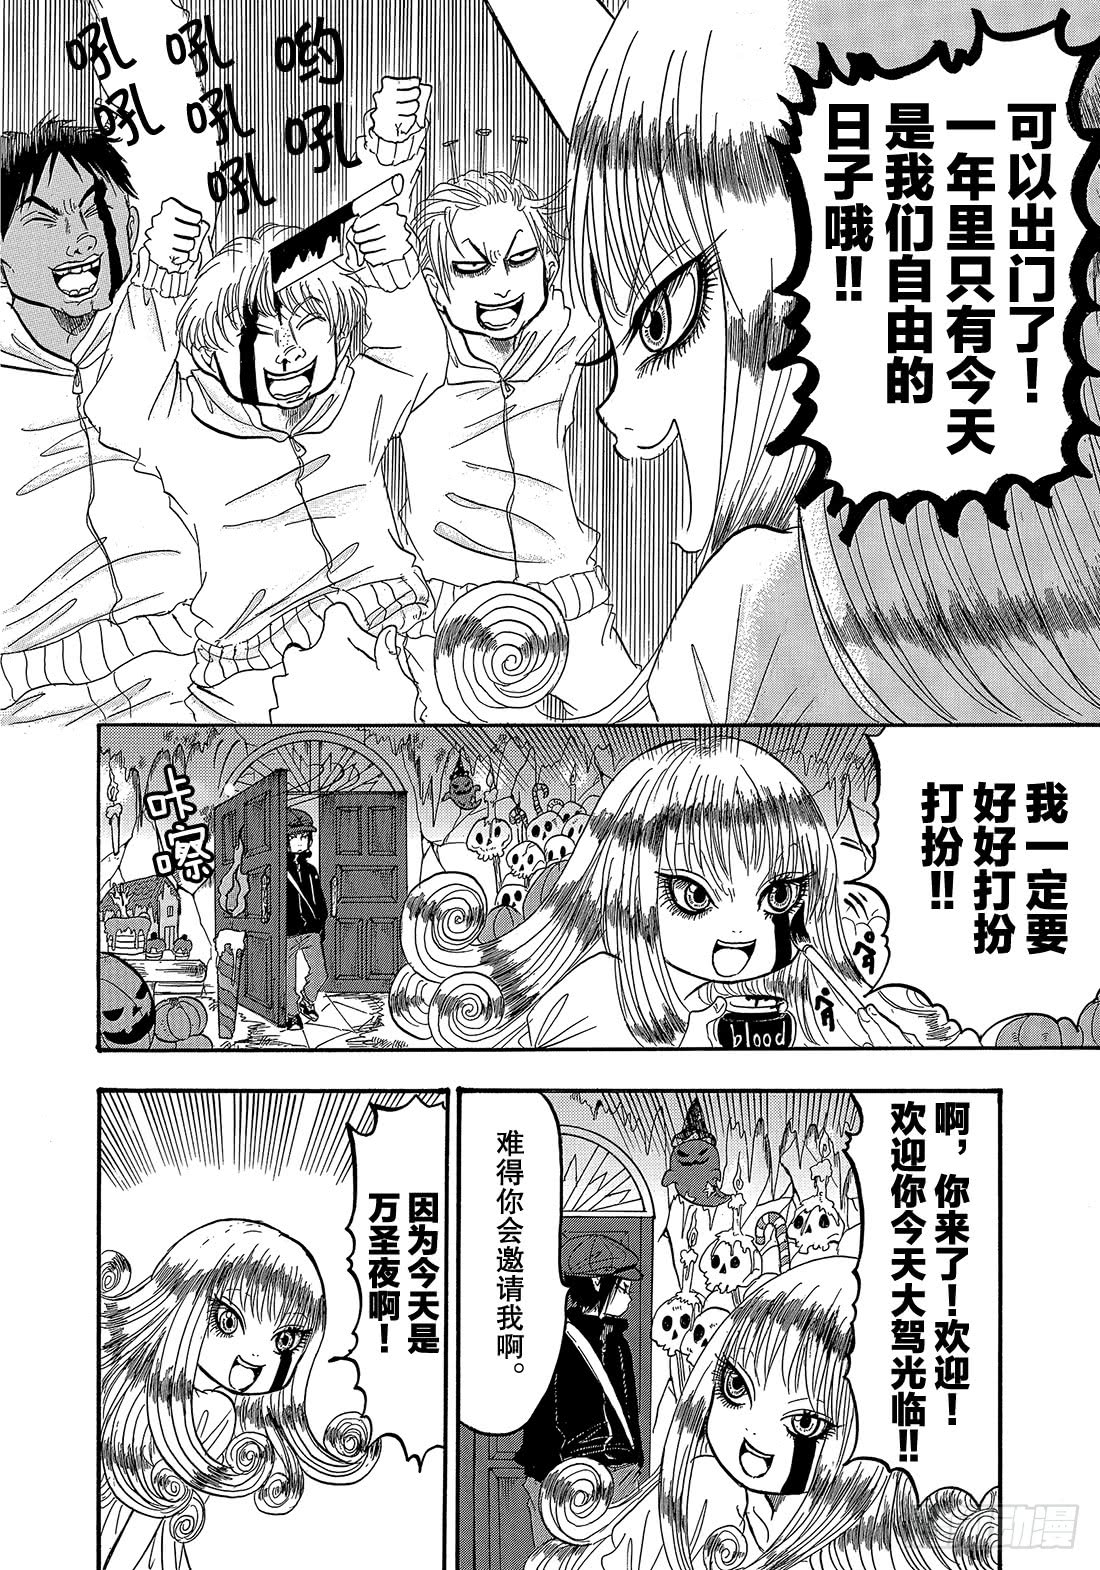 可以出门了！
一年里只有今天
是我们自由的
日子哦!!
哟
吼
吼
吼
吼
吼
吼
我一定要
好好打扮
打扮!!
咔嚓
blood
啊，你来了！欢迎！
欢迎你今天大驾光临!!
难得你会邀请我啊。
因为今天是
万圣夜啊！